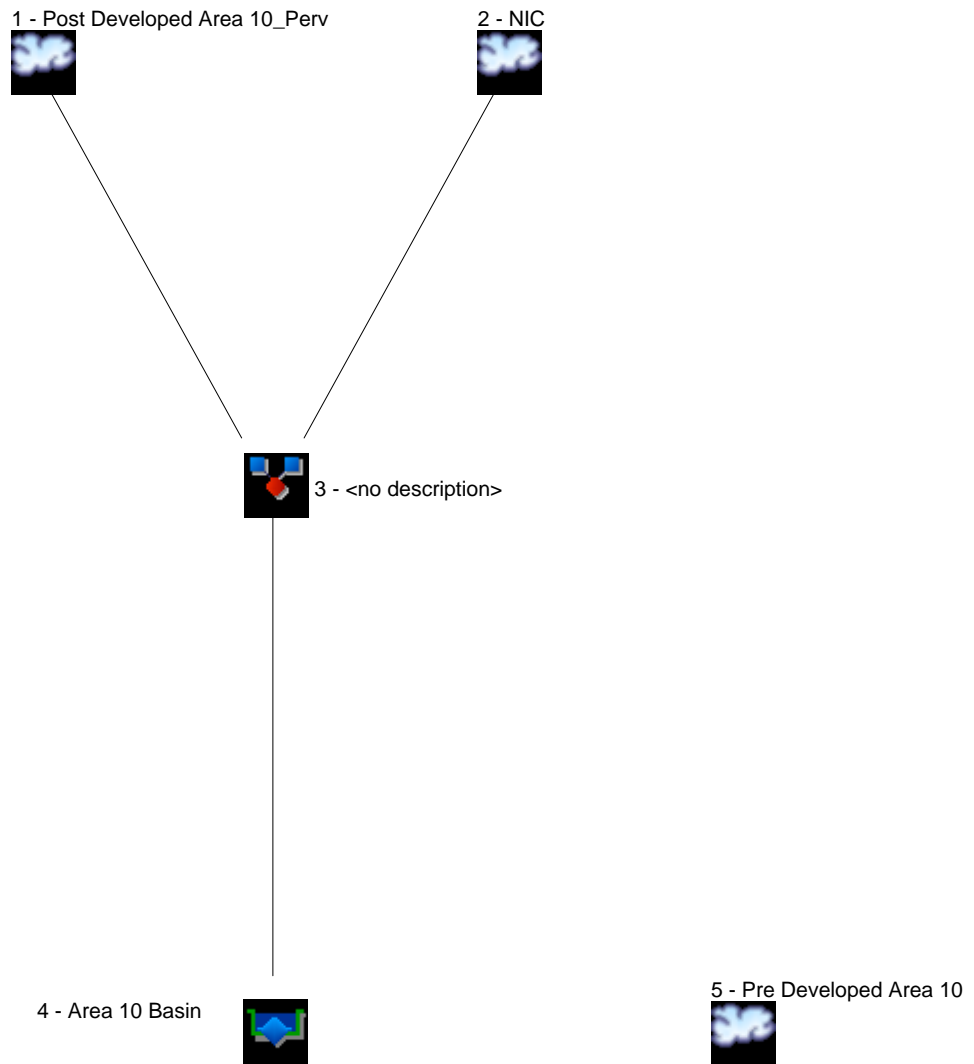 1 - Post Developed Area 10_Perv
2 - NIC
3 - <no description>
4 - Area 10 Basin
5 - Pre Developed Area 10